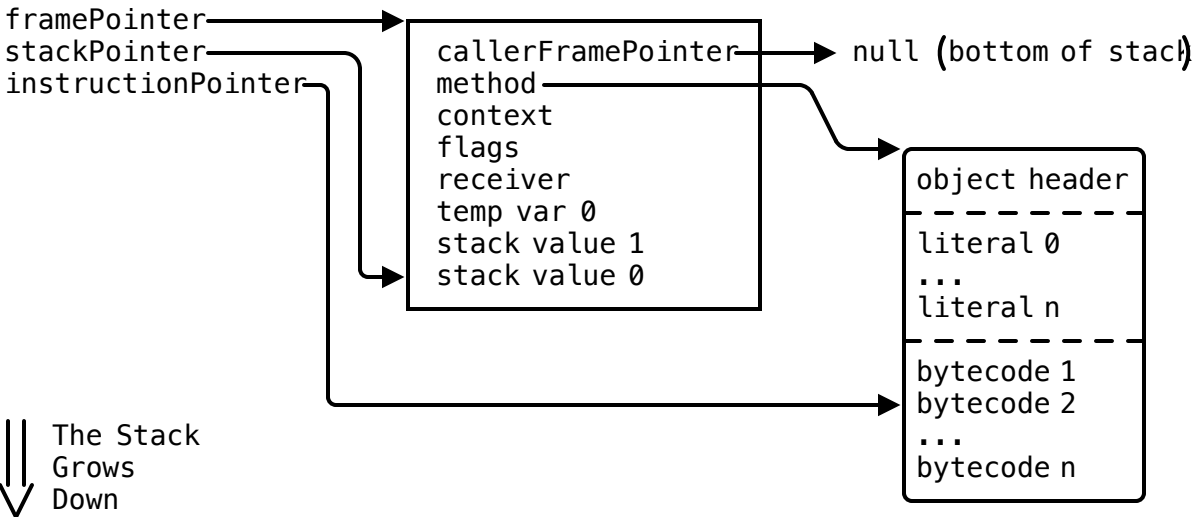 framePointer
stackPointer
instructionPointer
callerFramePointer
method
context
flags
receiver
temp var 0
stack value 1
stack value 0
null (bottom of stack)
object header
literal 0
...
literal n
bytecode 1
bytecode 2
...
bytecode n
The Stack
Grows
Down